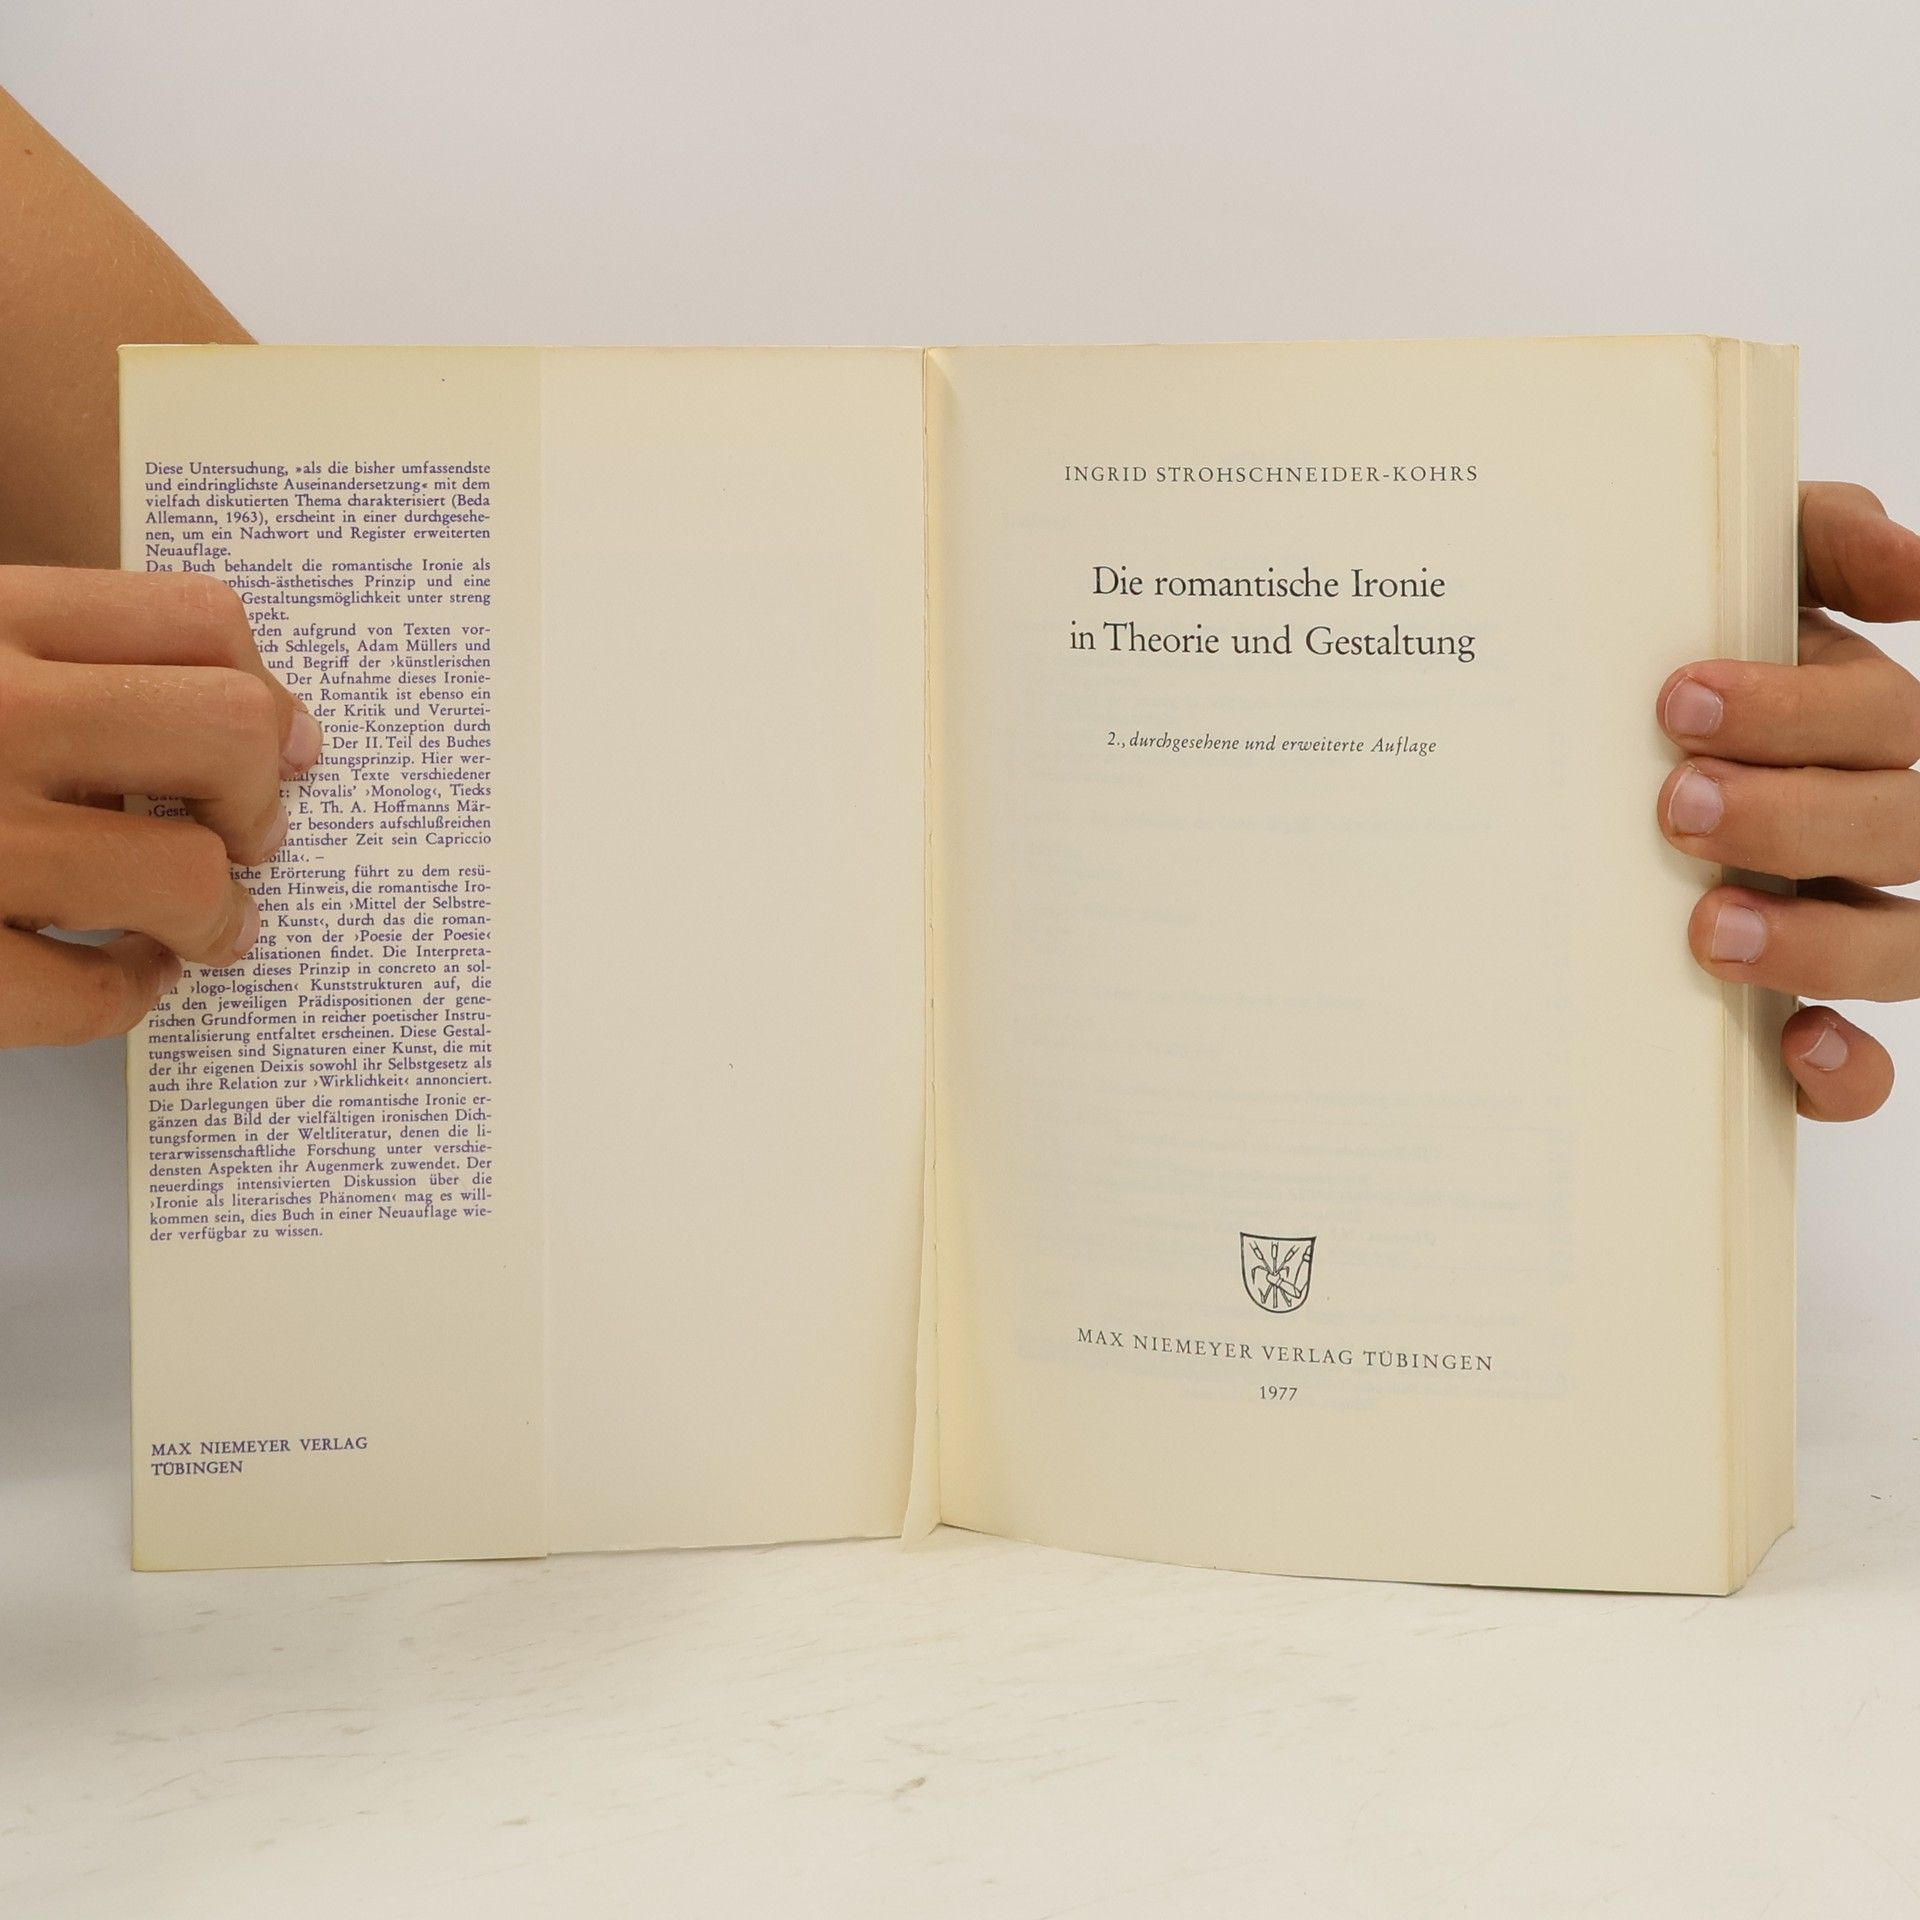 Diese Untersuchung, »als die bisher umfassendste
und eindringlichste Auseinandersetzung« mit dem
vielfach diskutierten Thema charakterisiert (Beda
Allemann, 1963), erscheint in einer durchgesehe-
nen, um ein Nachwort und Register erweiterten
Neuauflage.
Das Buch behandelt die romantische Ironie als
Prinzip und eine
Gestaltungsmöglichkeit unter streng
aufgrund von Texten vor-
Schlegels, Adam Müllers und
und Begriff der ›künstlerischen
Der Aufnahme dieses Ironie-
Romantik ist ebenso ein
der Kritik und Verurtei-
Ironie-Konzeption durch
–Der II. Teil des Buches
Hier wer-
Texte verschiedener
Novalis' ›Monolog‹, Tiecks
E. Th. A. Hoffmanns Mär-
besonders aufschlußreichen
Zeit sein Capriccio
–
Erörterung führt zu dem resü-
Hinweis, die romantische Iro-
als ein ›Mittel der Selbstre-
Kunst‹, durch das die roman-
von der ›Poesie der Poesie‹
findet. Die Interpreta-
weisen dieses Prinzip in concreto an sol-
›logo-logischen‹ Kunststrukturen auf, die
den jeweiligen Prädispositionen der gene-
rischen Grundformen in reicher poetischer Instru-
mentalisierung entfaltet erscheinen. Diese Gestal-
tungsweisen sind Signaturen einer Kunst, die mit
der ihr eigenen Deixis sowohl ihr Selbstgesetz als
auch ihre Relation zur ›Wirklichkeit‹ annonciert.
Die Darlegungen über die romantische Ironie er-
gänzen das Bild der vielfältigen ironischen Dich-
tungsformen in der Weltliteratur, denen die li-
terarwissenschaftliche Forschung unter verschie-
densten Aspekten ihr Augenmerk zuwendet. Der
neuerdings intensivierten Diskussion über die
›Ironie als literarisches Phänomen‹ mag es will-
kommen sein, dies Buch in einer Neuauflage wie-
der verfügbar zu wissen.
MAX NIEMEYER VERLAG
TÜBINGEN
INGRID STROHSCHNEIDER-KOHRS
Die romantische Ironie
in Theorie und Gestaltung
2., durchgesehene und erweiterte Auflage
MAX NIEMEYER VERLAG TÜBINGEN
1977